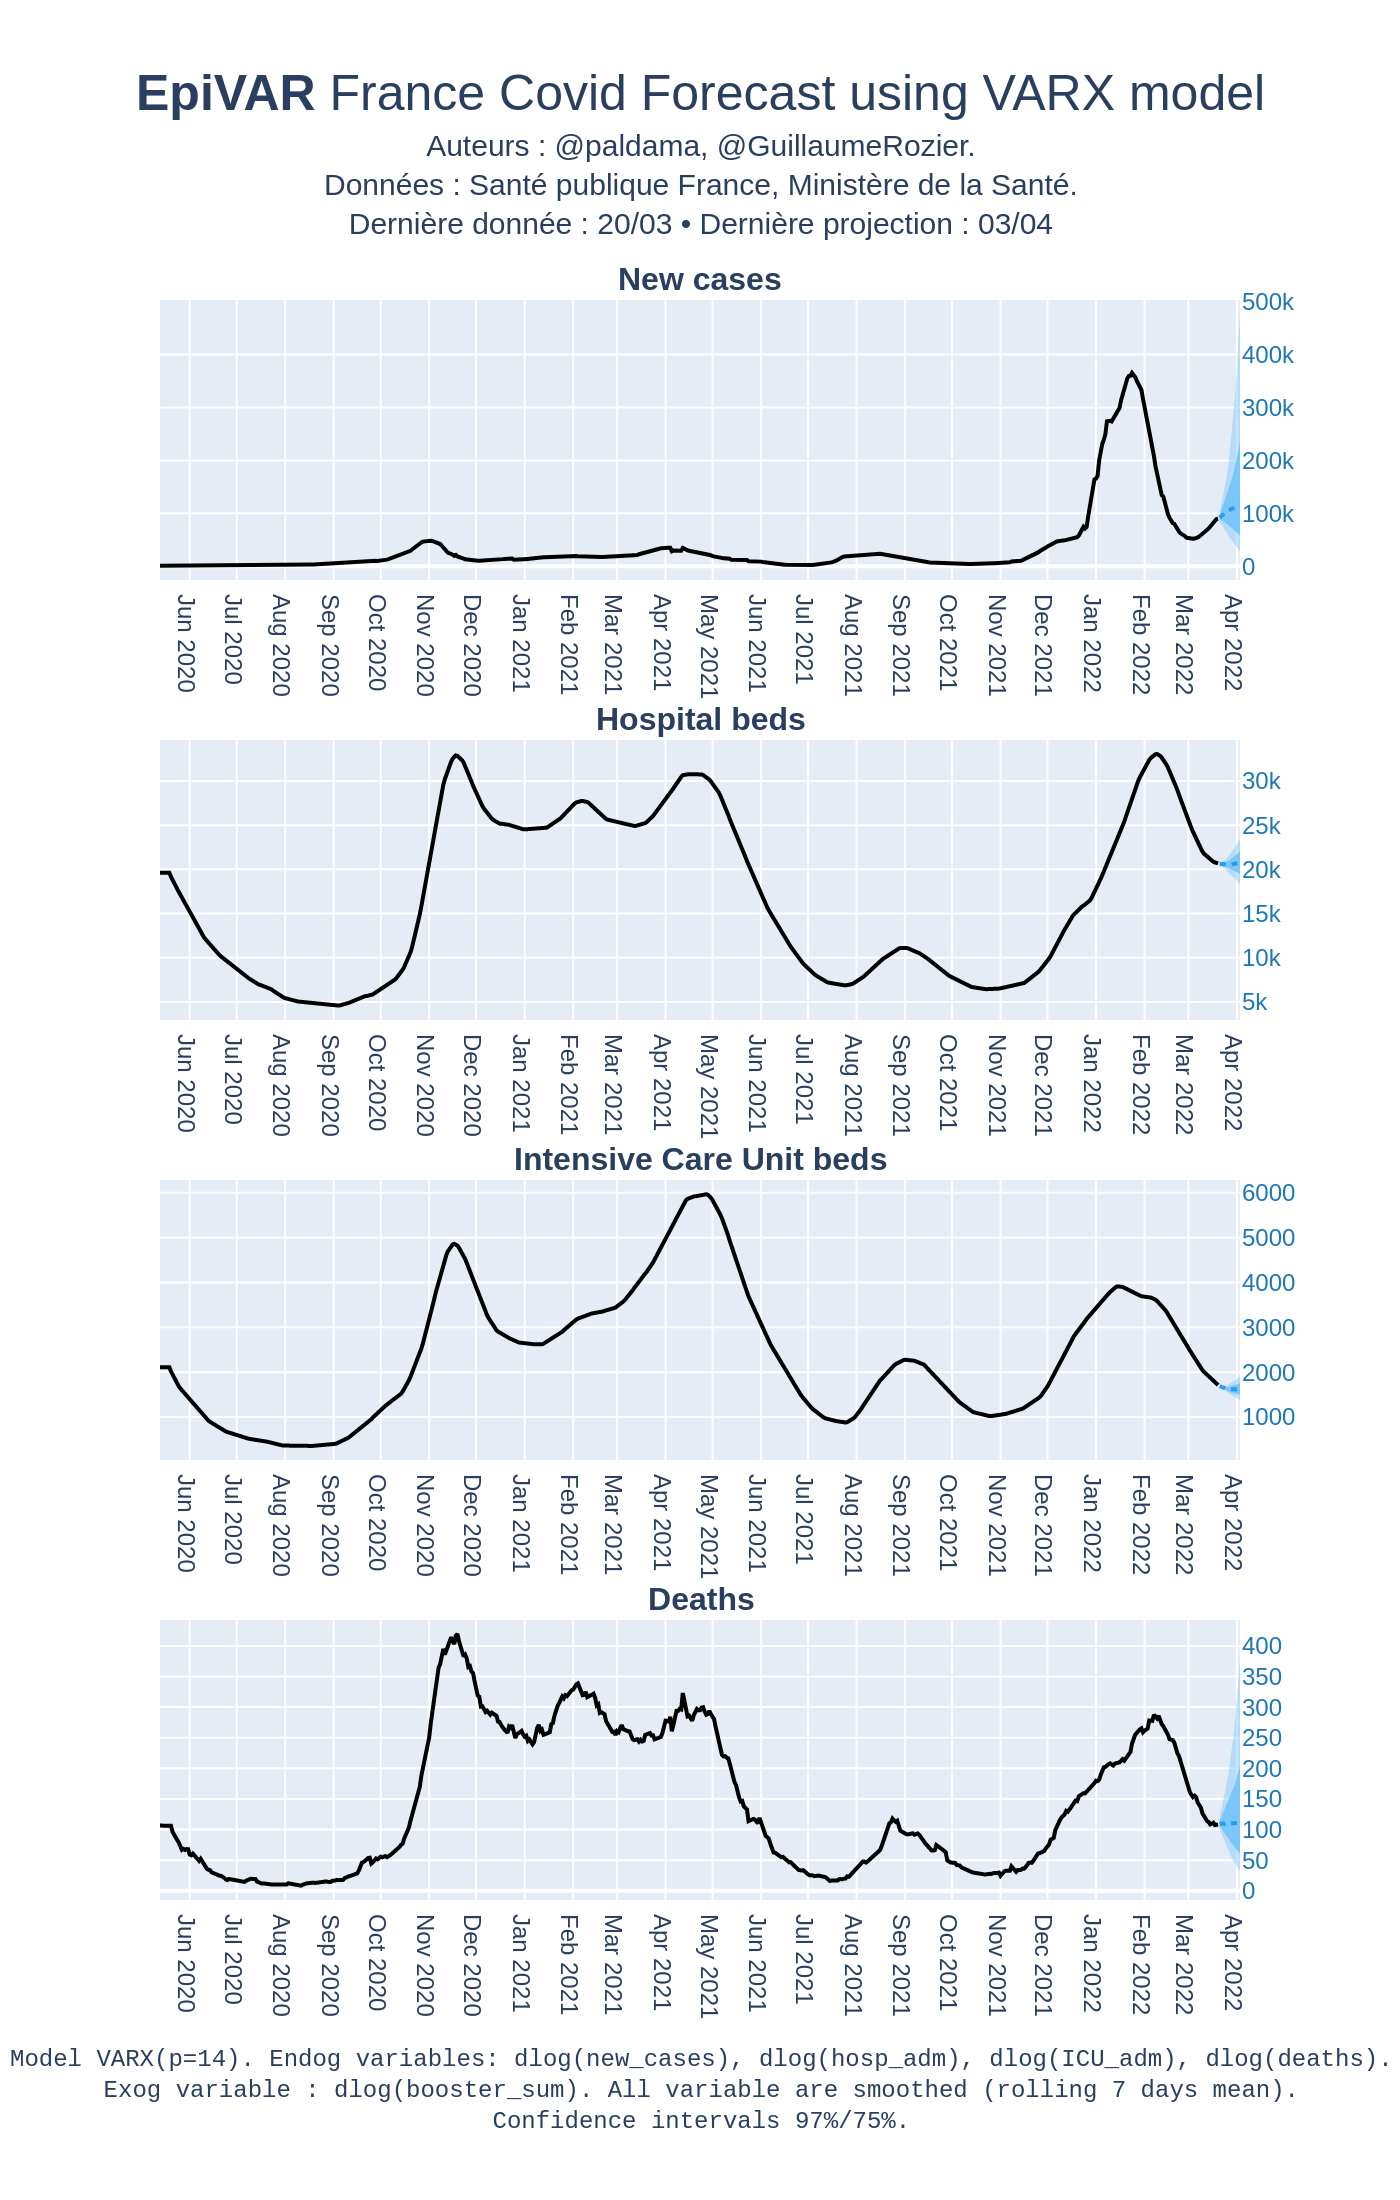 EpiVAR France Covid Forecast using VARX model
Auteurs : @paldama, @GuillaumeRozier.
Données : Santé publique France, Ministère de la Santé.
Dernière donnée : 20/03 • Dernière projection : 03/04
New cases
500k
400k
300k
200k
100k
0
Jun 2020
Jul 2020
Aug 2020
Sep 2020
Oct 2020
Nov 2020
Dec 2020
Jan 2021
Feb 2021
Mar 2021
Apr 2021
May 2021
Jun 2021
Jul 2021
Aug 2021
Sep 2021
Oct 2021
Nov 2021
Dec 2021
Jan 2022
Feb 2022
Mar 2022
Apr 2022
Hospital beds
30k
25k
20k
15k
10k
5k
Jun 2020
Jul 2020
Aug 2020
Sep 2020
Oct 2020
Nov 2020
Dec 2020
Jan 2021
Feb 2021
Mar 2021
Apr 2021
May 2021
Jun 2021
Jul 2021
Aug 2021
Sep 2021
Oct 2021
Nov 2021
Dec 2021
Jan 2022
Feb 2022
Mar 2022
Apr 2022
Intensive Care Unit beds
6000
5000
4000
3000
2000
1000
Jun 2020
Jul 2020
Aug 2020
Sep 2020
Oct 2020
Nov 2020
Dec 2020
Jan 2021
Feb 2021
Mar 2021
Apr 2021
May 2021
Jun 2021
Jul 2021
Aug 2021
Sep 2021
Oct 2021
Nov 2021
Dec 2021
Jan 2022
Feb 2022
Mar 2022
Apr 2022
Deaths
400
350
300
250
200
150
100
50
0
Jun 2020
Jul 2020
Aug 2020
Sep 2020
Oct 2020
Nov 2020
Dec 2020
Jan 2021
Feb 2021
Mar 2021
Apr 2021
May 2021
Jun 2021
Jul 2021
Aug 2021
Sep 2021
Oct 2021
Nov 2021
Dec 2021
Jan 2022
Feb 2022
Mar 2022
Apr 2022
Model VARX(p=14). Endog variables: dlog(new_cases), dlog(hosp_adm), dlog(ICU_adm), dlog(deaths).
Exog variable : dlog(booster_sum). All variable are smoothed (rolling 7 days mean).
Confidence intervals 97%/75%.